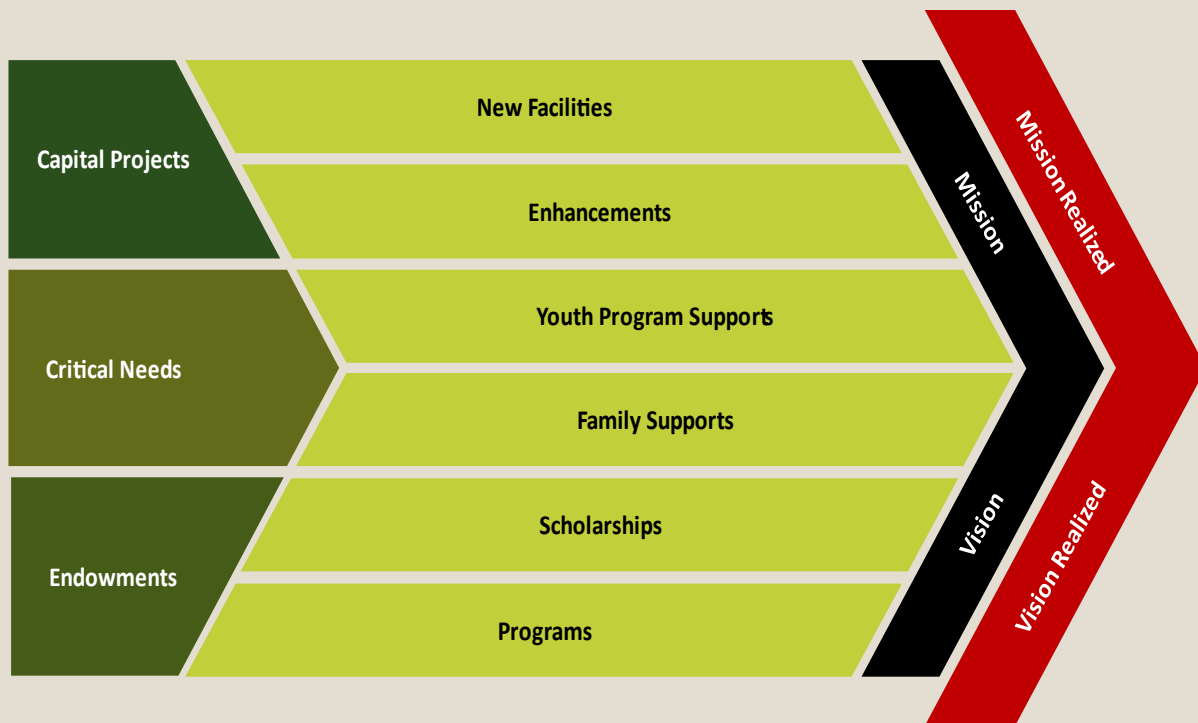 Capital Projects
New Facilities
Enhancements
Critical Needs
Youth Program Supports
Family Supports
Endowments
Scholarships
Programs
Mission
Vision
Mission Realized
Vision Realized